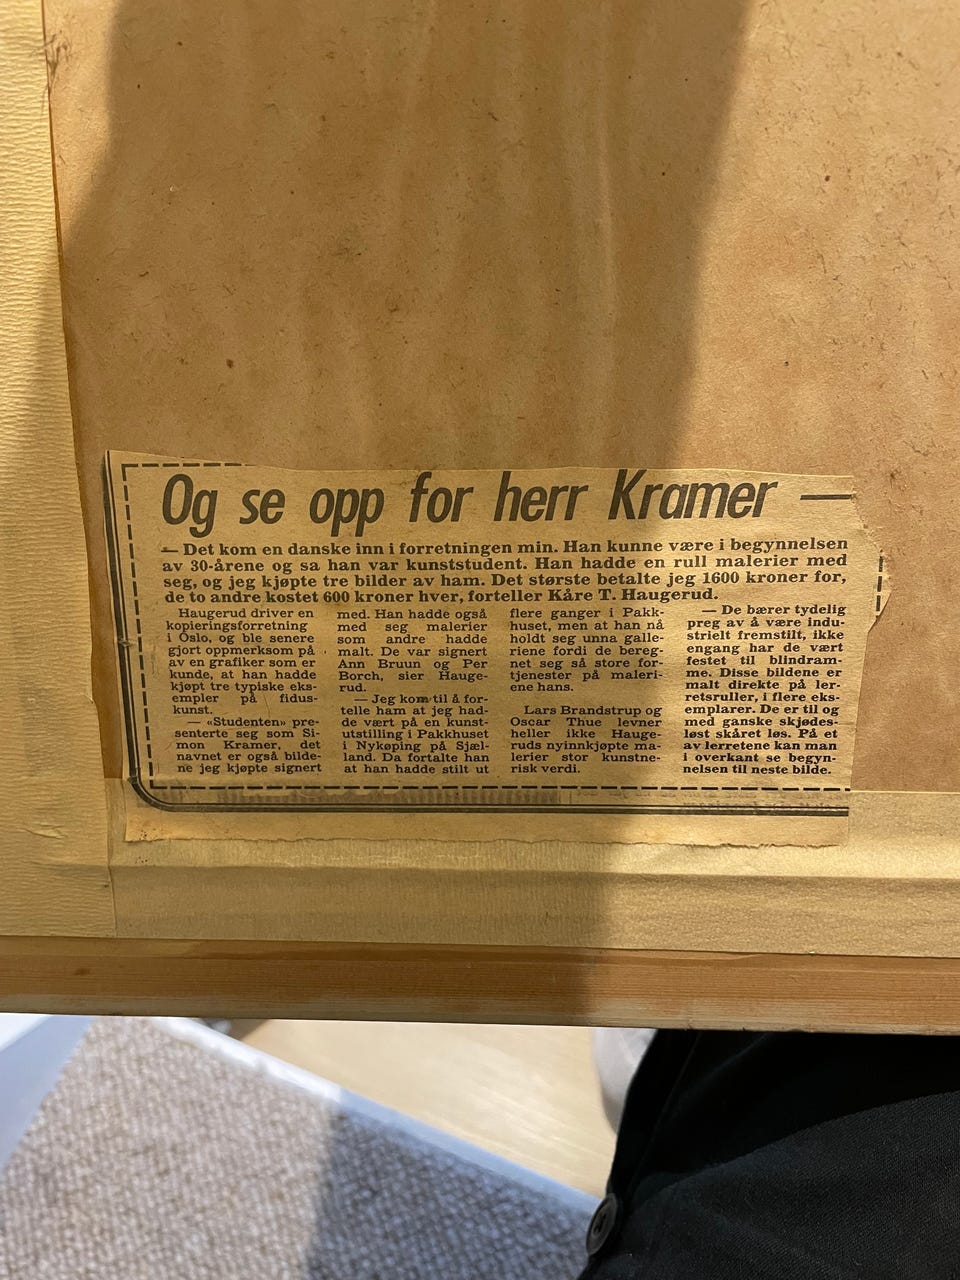 Og se opp for herr Kramer —
— Det kom en danske inn i forretningen min. Han kunne være i begynnelsen
av 30-årene og sa han var kunststudent. Han hadde en rull malerier med
seg, og jeg kjøpte tre bilder av ham. Det største betalte jeg 1600 kroner for,
de to andre kostet 600 kroner hver, forteller Kåre T. Haugerud.
Haugerud driver en
kopieringsforretning
i Oslo, og ble senere
gjort oppmerksom på
av en grafiker som er
kunde, at han hadde
kjøpt tre typiske eks-
empler på fidus-
kunst.
— «Studenten» pre-
senterte seg som Si-
mon Kramer, det
navnet er også bilde-
ne jeg kjøpte signert
med. Han hadde også
med seg malerier
som andre hadde
malt. De var signert
Ann Bruun og Per
Borch, sier Hauge-
rud.
— Jeg kom til å for-
telle ham at jeg had-
de vært på en kunst-
utstilling i Pakkhuset
i Nykøping på Sjæl-
land. Da fortalte han
at han hadde stilt ut
flere ganger i Pakk-
huset, men at han nå
holdt seg unna galle-
riene fordi de bereg-
net seg så store for-
tjenester på maleri-
ene hans.
Lars Brandstrup og
Oscar Thue levner
heller ikke Hauge-
ruds nyinnkjøpte ma-
lerier stor kunstne-
risk verdi.
— De bærer tydelig
preg av å være indu-
strielt fremstilt, ikke
engang har de vært
festet til blindram-
me. Disse bildene er
malt direkte på ler-
retsruller, i flere eks-
emplarer. De er til og
med ganske skjødes-
løst skåret løs. På et
av lerretene kan man
i overkant se begyn-
nelsen til neste bilde.